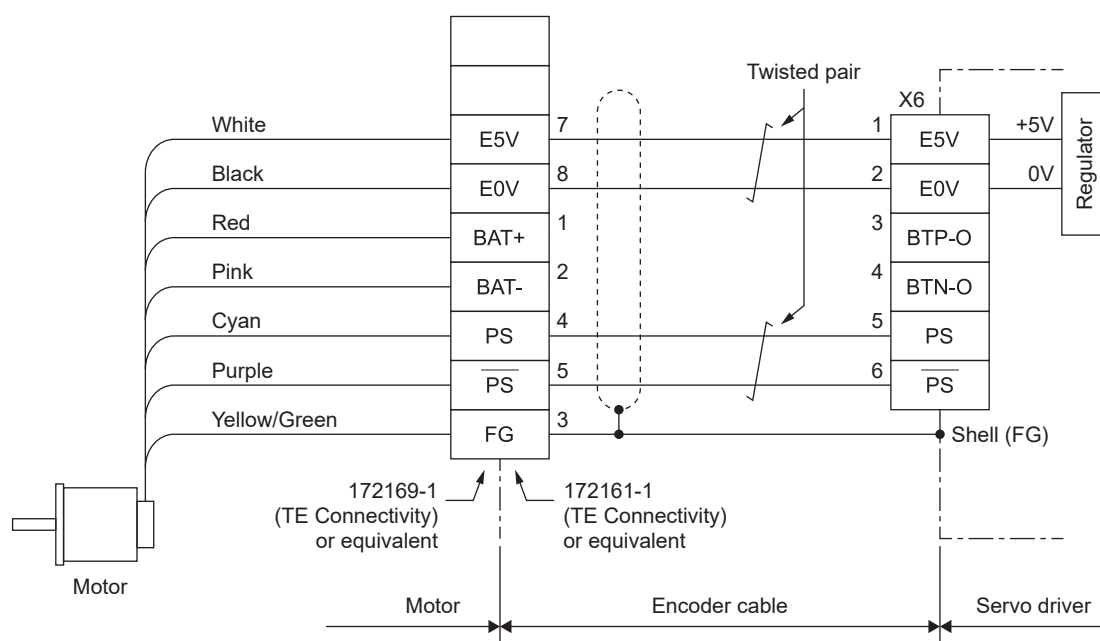 Twisted pair
X6
White
E5V
7
1
E5V
+5V
Regulator
Black
E0V
8
2
E0V
0V
Red
BAT+
1
3
BTP-O
Pink
BAT-
2
4
BTN-O
Cyan
PS
4
5
PS
Purple
P̅S̅
5
6
P̅S̅
Yellow/Green
FG
3
Shell (FG)
172169-1
(TE Connectivity)
or equivalent
172161-1
(TE Connectivity)
or equivalent
Motor
Motor
Encoder cable
Servo driver